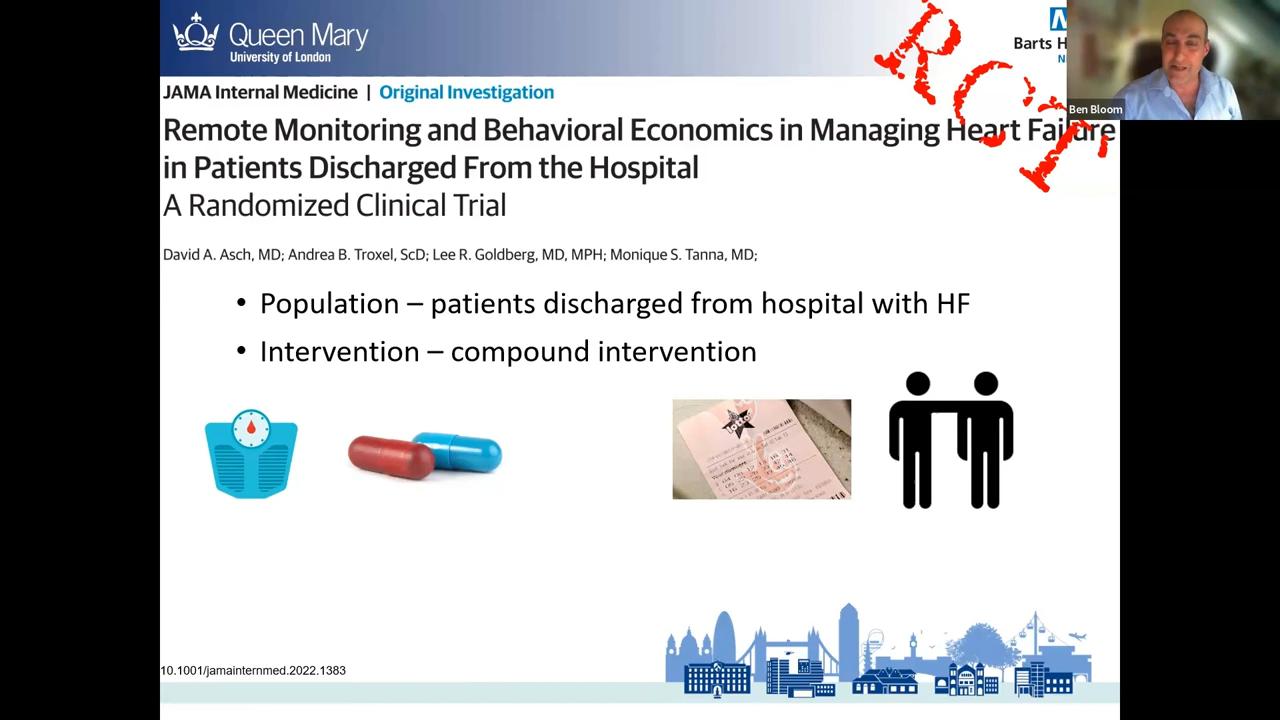 Queen Mary
University of London
RCT
Barts H
N
Ben Bloom
JAMA Internal Medicine | Original Investigation
Remote Monitoring and Behavioral Economics in Managing Heart Failure
in Patients Discharged From the Hospital
A Randomized Clinical Trial
David A. Asch, MD; Andrea B. Troxel, ScD; Lee R. Goldberg, MD, MPH; Monique S. Tanna, MD;
• Population – patients discharged from hospital with HF
• Intervention – compound intervention
lotto
10.1001/jamainternmed.2022.1383